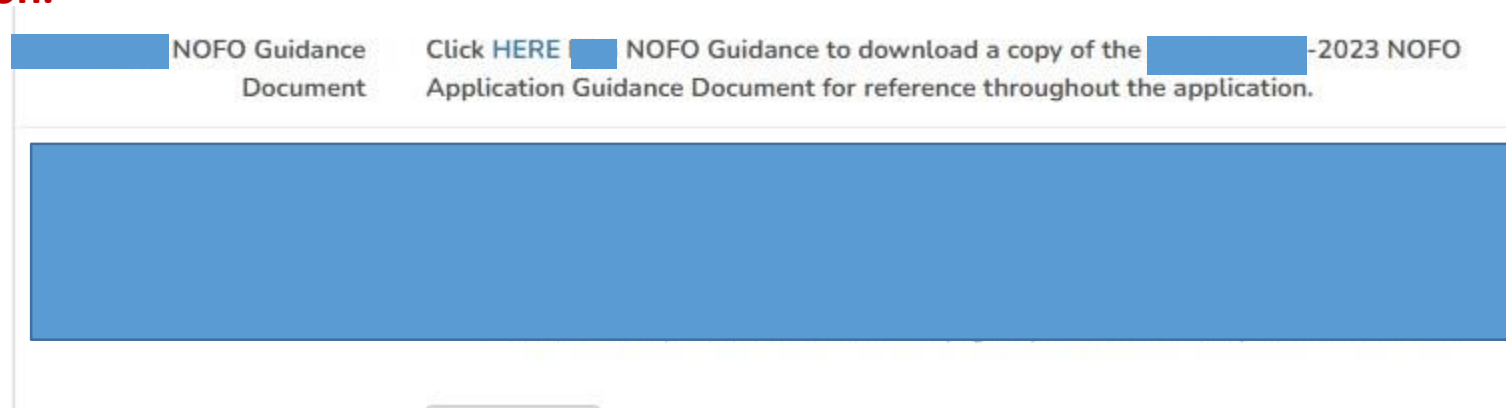 NOFO Guidance Document
Click HERE NOFO Guidance to download a copy of the -2023 NOFO
Application Guidance Document for reference throughout the application.